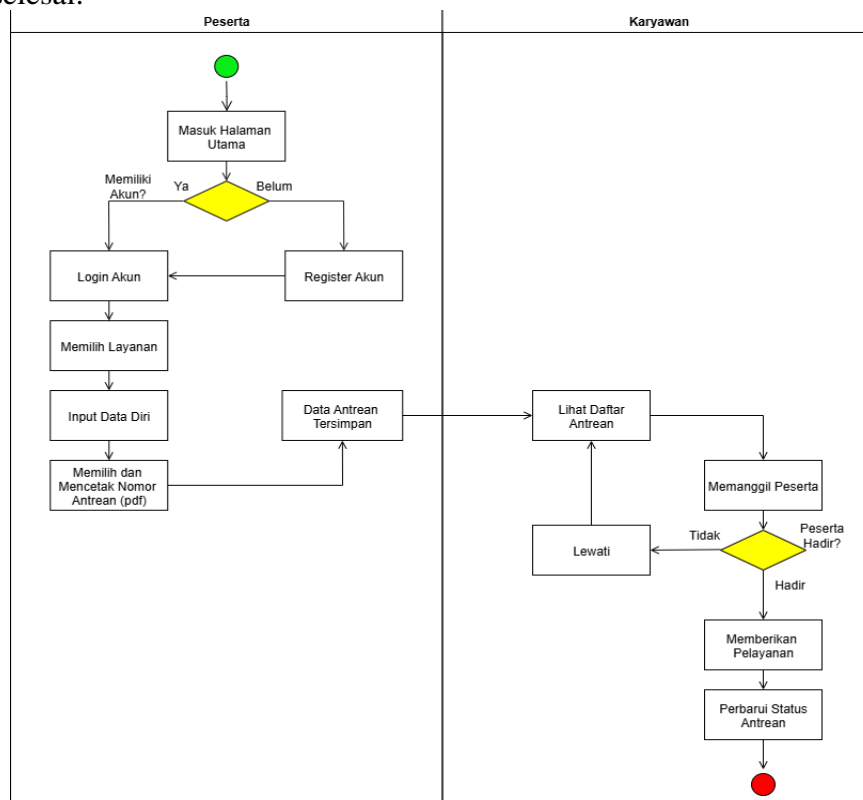 selesai.
Peserta
Karyawan
Masuk Halaman
Utama
Memiliki
Akun?
Ya
Belum
Login Akun
Register Akun
Memilih Layanan
Input Data Diri
Data Antrean
Tersimpan
Lihat Daftar
Antrean
Memilih dan
Mencetak Nomor
Antrean (pdf)
Memanggil Peserta
Lewati
Tidak
Peserta
Hadir?
Hadir
Memberikan
Pelayanan
Perbarui Status
Antrean